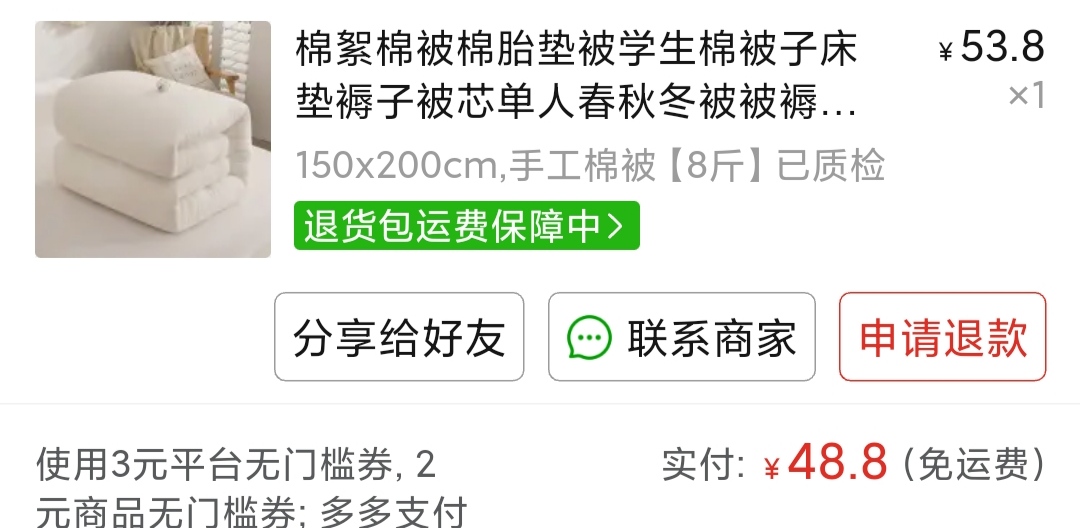 棉絮棉被棉胎垫被学生棉被子床
¥53.8
垫褥子被芯单人春秋冬被被褥...
×1
150x200cm,手工棉被【8斤】已质检
退货包运费保障中>
分享给好友
联系商家
申请退款
使用3元平台无门槛券, 2
实付: ¥48.8 (免运费)
元商品无门槛券; 多多支付